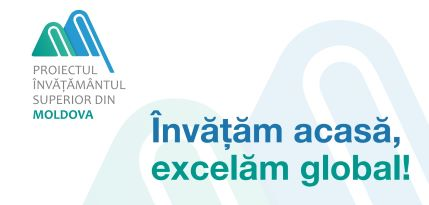 PROIECTUL
ÎNVĂȚĂMÂNTUL
SUPERIOR DIN
MOLDOVA
Învățăm acasă,
excelăm global!